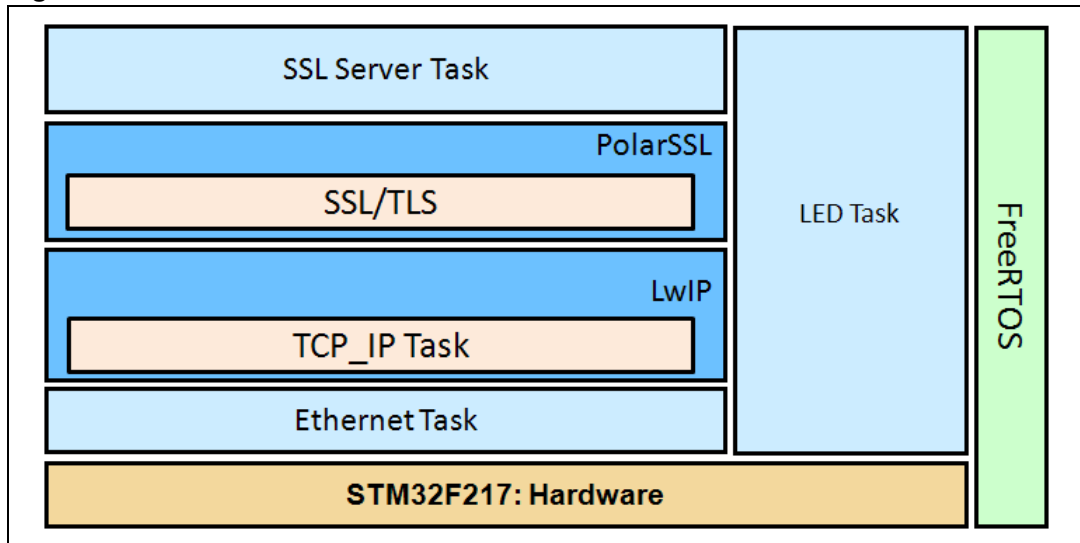 SSL Server Task
PolarSSL
SSL/TLS
LwIP
TCP_IP Task
Ethernet Task
LED Task
FreeRTOS
STM32F217: Hardware